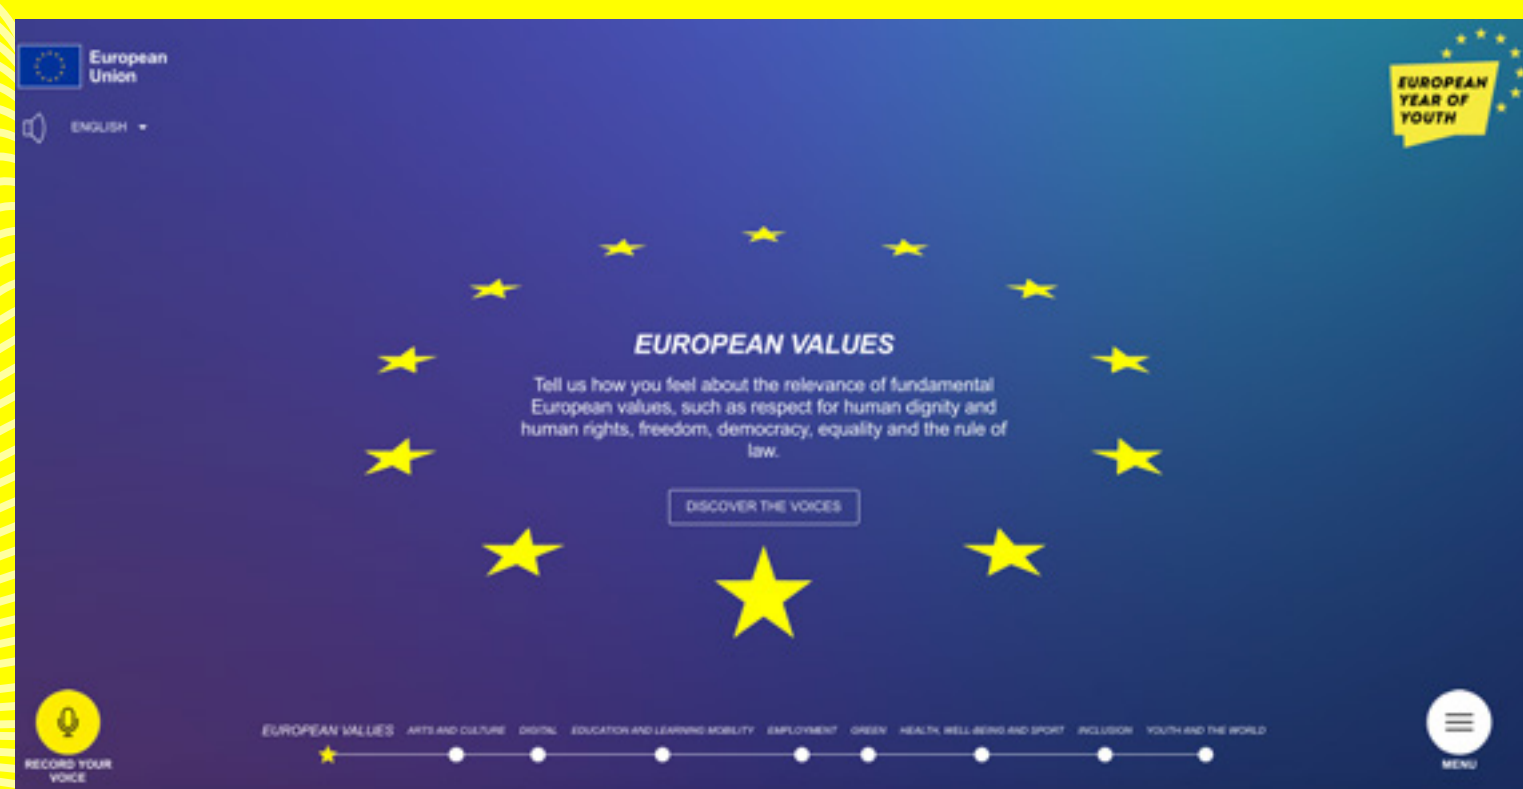 European
Union
ENGLISH
EUROPEAN
YEAR OF
YOUTH
EUROPEAN VALUES
Tell us how you feel about the relevance of fundamental
European values, such as respect for human dignity and
human rights, freedom, democracy, equality and the rule of
law.
DISCOVER THE VOICES
EUROPEAN VALUES ARTS AND CULTURE DIGITAL EDUCATION AND LEARNING MOBILITY EMPLOYMENT GREEN HEALTH, WELL-BEING AND SPORT INCLUSION YOUTH AND THE WORLD
RECORD YOUR
VOICE
MENU